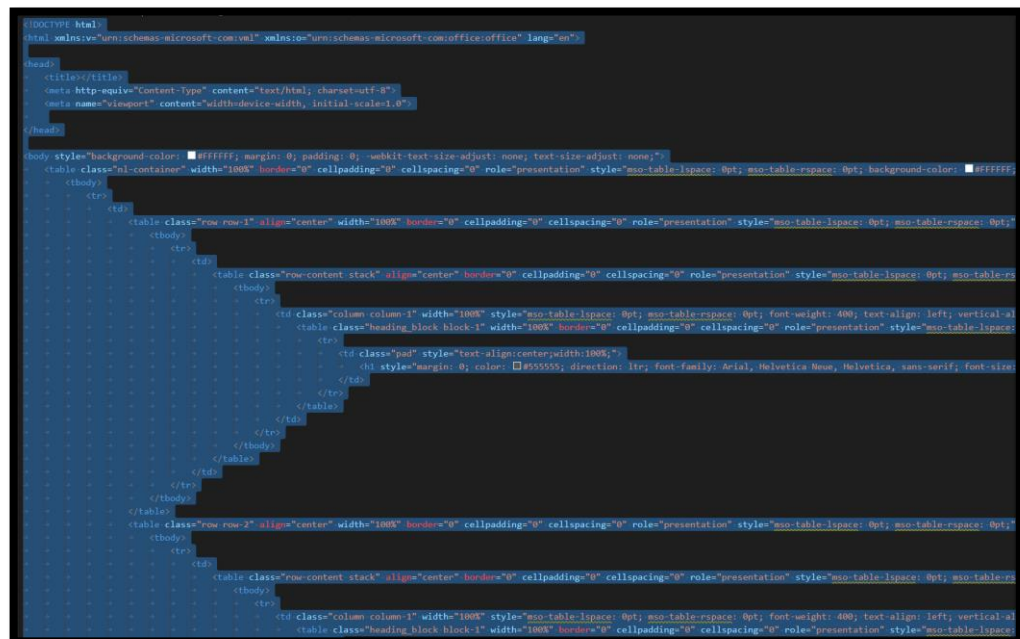 <!DOCTYPE html>
<html xmlns:v="urn:schemas-microsoft-com:vml" xmlns:o="urn:schemas-microsoft-com:office:office" lang="en">
<head>
<title></title>
<meta http-equiv="Content-Type" content="text/html; charset=utf-8">
<meta name="viewport" content="width=device-width, initial-scale=1.0">
</head>
<body style="background-color: #FFFFFF; margin: 0; padding: 0; -webkit-text-size-adjust: none; text-size-adjust: none;">
<table class="nl-container" width="100%" border="0" cellpadding="0" cellspacing="0" role="presentation" style="mso-table-lspace: 0pt; mso-table-rspace: 0pt; background-color: #FFFFFF;
<tbody>
<tr>
<td>
<table class="row row-1" align="center" width="100%" border="0" cellpadding="0" cellspacing="0" role="presentation" style="mso-table-lspace: 0pt; mso-table-rspace: 0pt;"
<tbody>
<tr>
<td>
<table class="row-content stack" align="center" border="0" cellpadding="0" cellspacing="0" role="presentation" style="mso-table-lspace: 0pt; mso-table-rs
<tbody>
<tr>
<td class="column column-1" width="100%" style="mso-table-lspace: 0pt; mso-table-rspace: 0pt; font-weight: 400; text-align: left; vertical-al
<table class="heading_block block-1" width="100%" border="0" cellpadding="0" cellspacing="0" role="presentation" style="mso-table-lspace:
<tr>
<td class="pad" style="text-align:center;width:100%;">
<h1 style="margin: 0; color: #555555; direction: ltr; font-family: Arial, Helvetica Neue, Helvetica, sans-serif; font-size:
</td>
</tr>
</table>
</td>
</tr>
</tbody>
</table>
</td>
</tr>
</tbody>
</table>
<table class="row row-2" align="center" width="100%" border="0" cellpadding="0" cellspacing="0" role="presentation" style="mso-table-lspace: 0pt; mso-table-rspace: 0pt;"
<tbody>
<tr>
<td>
<table class="row-content stack" align="center" border="0" cellpadding="0" cellspacing="0" role="presentation" style="mso-table-lspace: 0pt; mso-table-rs
<tbody>
<tr>
<td class="column column-1" width="100%" style="mso-table-lspace: 0pt; mso-table-rspace: 0pt; font-weight: 400; text-align: left; vertical-al
<table class="heading_block block-1" width="100%" border="0" cellpadding="0" cellspacing="0" role="presentation" style="mso-table-lspace: